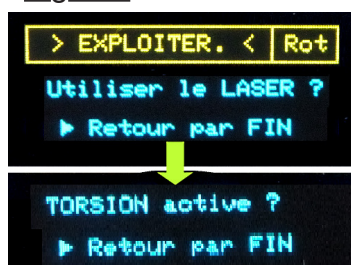 > EXPLOITER. < Rot
Utiliser le LASER ?
▶ Retour par FIN
TORSION active ?
▶ Retour par FIN